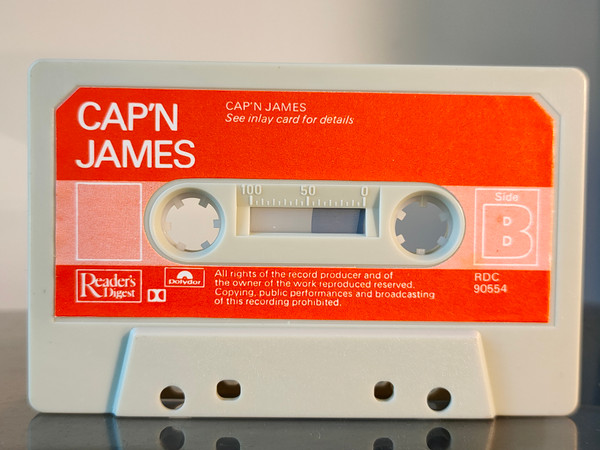 CAP'N
JAMES
CAP'N JAMES
See inlay card for details
100 50 0
Side
B
Reader's
Digest
Polydor
All rights of the record producer and of
the owner of the work reproduced reserved.
Copying, public performances and broadcasting
of this recording prohibited.
RDC
90554